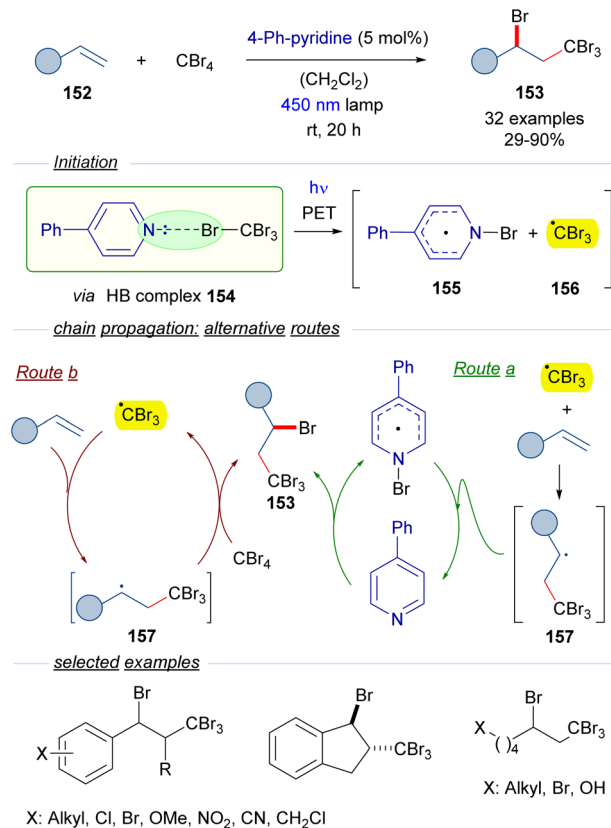 Br
CBr3
4-Ph-pyridine (5 mol%)
+ CBr4
(CH2Cl2)
152
450 nm lamp
153
rt, 20 h
32 examples
29-90%
Initiation
hν
PET
Ph N: Br CBr3
Ph N Br + •CBr3
via HB complex 154
155 156
chain propagation: alternative routes
Route b
Ph
Route a
•CBr3
•CBr3
+
Br
N
Br
CBr3
153
Ph
CBr4
CBr3
N
CBr3
157
157
selected examples
Br
CBr3
X
R
Br
CBr3
Br
X
CBr3
( )4
X: Alkyl, Br, OH
X: Alkyl, Cl, Br, OMe, NO2, CN, CH2Cl